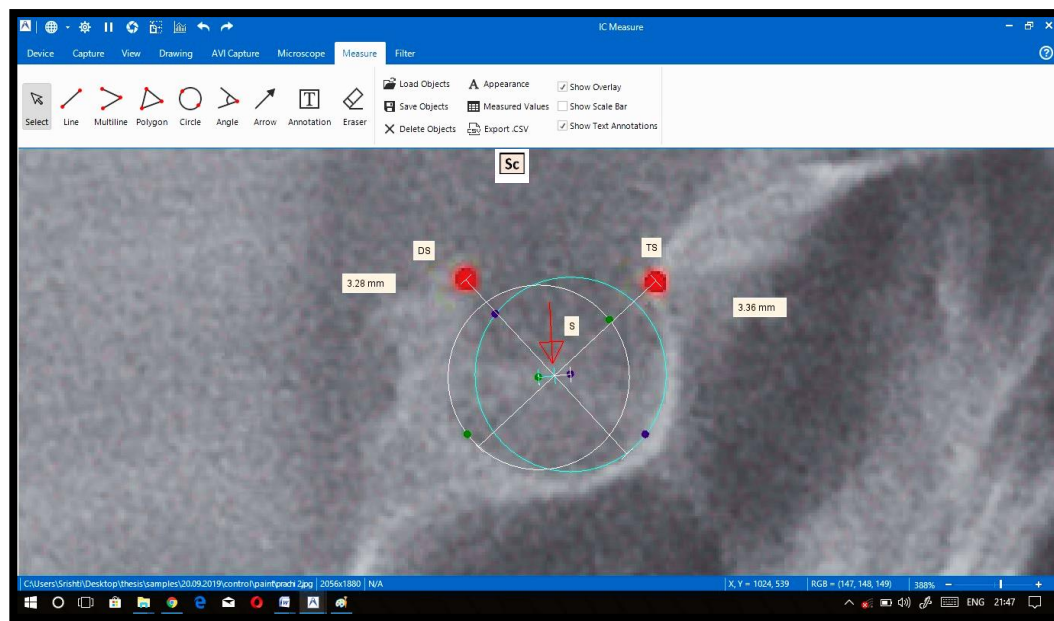 IC Measure
Device Capture View Drawing AVI Capture Microscope Measure Filter
Load Objects Appearance Show Overlay
Save Objects Measured Values Show Scale Bar
Delete Objects Export .CSV Show Text Annotations
Select Line Multiline Polygon Circle Angle Arrow Annotation Eraser
Sc
DS
TS
3.28 mm
3.36 mm
S
C:\Users\Srishti\Desktop\thesis\samples\20.09.2019\control\paint\prachi 2.jpg 2056x1880 N/A X, Y = 1024, 539 RGB = (147, 148, 149) 388%
ENG 21:47